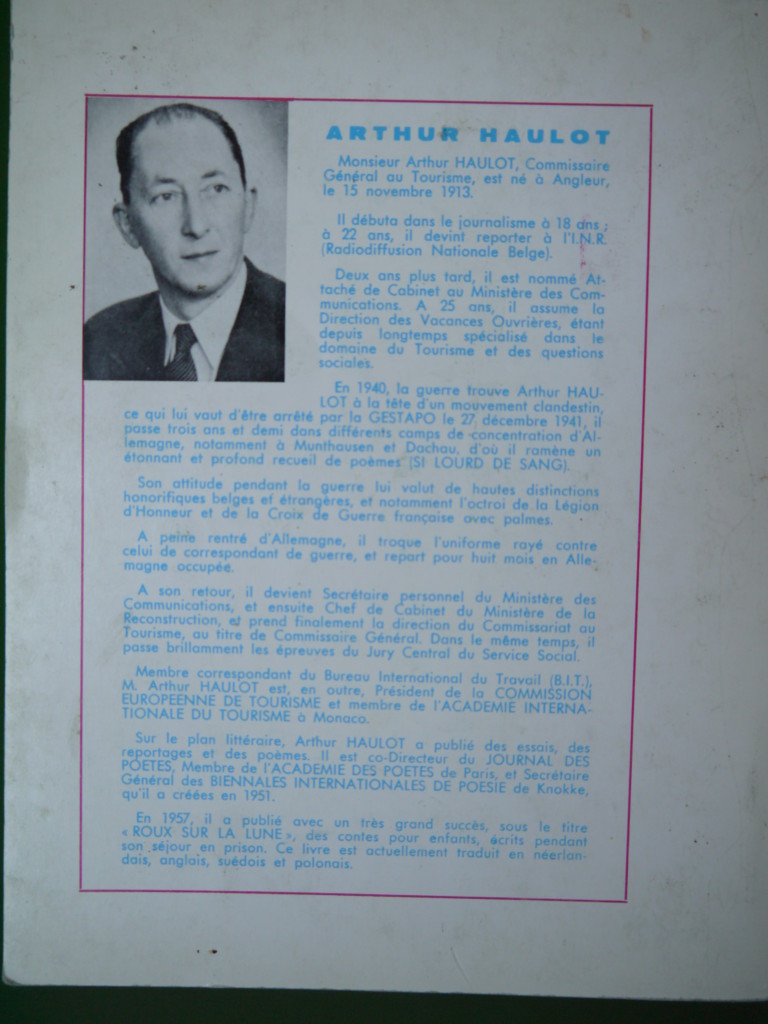 ARTHUR HAULOT
Monsieur Arthur HAULOT, Commissaire
Général au Tourisme, est né à Angleur,
le 15 novembre 1913.
Il débuta dans le journalisme à 18 ans ;
à 22 ans, il devint reporter à l'I.N.R.
(Radiodiffusion Nationale Belge).
Deux ans plus tard, il est nommé At-
taché de Cabinet au Ministère des Com-
munications. A 25 ans, il assume la
Direction des Vacances Ouvrières, étant
depuis longtemps spécialisé dans le
domaine du Tourisme et des questions
sociales.
En 1940, la guerre trouve Arthur HAU-
LOT à la tête d'un mouvement clandestin,
ce qui lui vaut d'être arrêté par la GESTAPO le 27 décembre 1941, il
passe trois ans et demi dans différents camps de concentration d'Al-
lemagne, notamment à Munthausen et Dachau, d'où il ramène un
étonnant et profond recueil de poèmes (SI LOURD DE SANG).
Son attitude pendant la guerre lui valut de hautes distinctions
honorifiques belges et étrangères, et notamment l'octroi de la Légion
d'Honneur et de la Croix de Guerre française avec palmes.
A peine rentré d'Allemagne, il troque l'uniforme rayé contre
celui de correspondant de guerre, et repart pour huit mois en Alle-
magne occupée.
A son retour, il devient Secrétaire personnel du Ministère des
Communications, et ensuite Chef de Cabinet du Ministère de la
Reconstruction, et prend finalement la direction du Commissariat au
Tourisme, au titre de Commissaire Général. Dans le même temps, il
passe brillamment les épreuves du Jury Central du Service Social.
Membre correspondant du Bureau International du Travail (B.I.T.),
M. Arthur HAULOT est, en outre, Président de la COMMISSION
EUROPEENNE DE TOURISME et membre de l'ACADEMIE INTERNA-
TIONALE DU TOURISME à Monaco.
Sur le plan littéraire, Arthur HAULOT a publié des essais, des
reportages et des poèmes. Il est co-Directeur du JOURNAL DES
POETES, Membre de l'ACADEMIE DES POETES de Paris, et Secrétaire
Général des BIENNALES INTERNATIONALES DE POESIE de Knokke,
qu'il a créées en 1951.
En 1957, il a publié avec un très grand succès, sous le titre
« ROUX SUR LA LUNE », des contes pour enfants, écrits pendant
son séjour en prison. Ce livre est actuellement traduit en néerlan-
dais, anglais, suédois et polonais.